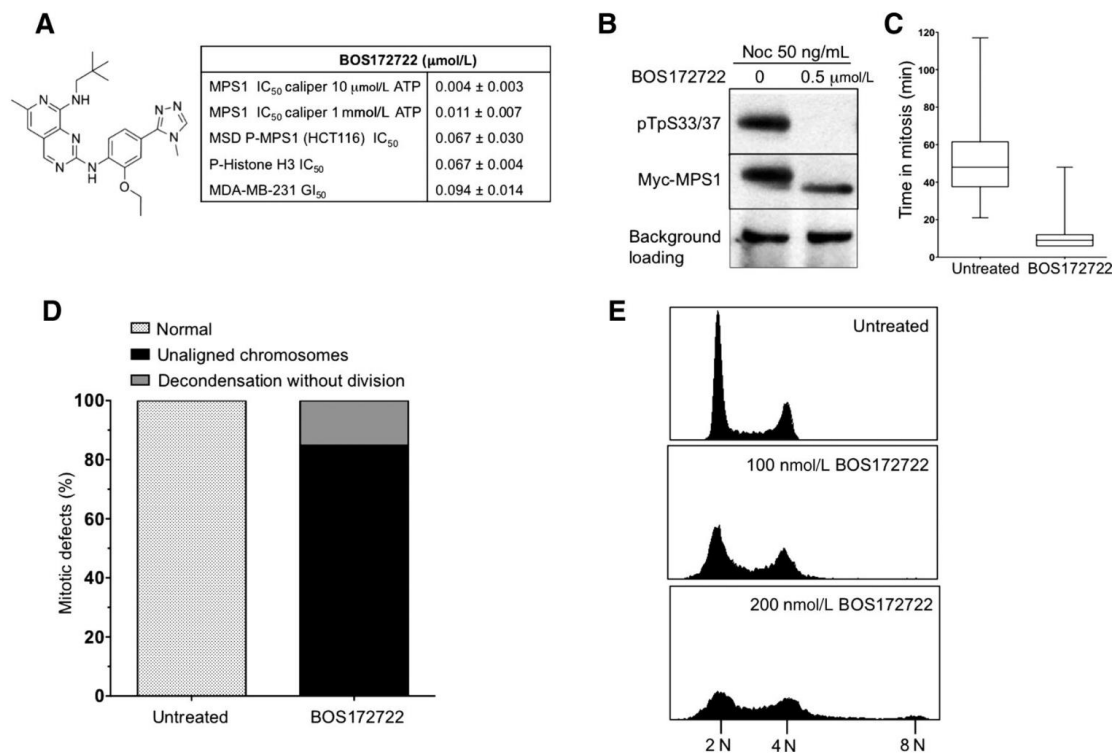 A
NH
N
N
N
N
N
NH
N
N
O
BOS172722 (μmol/L)
MPS1 IC50 caliper 10 μmol/L ATP 0.004 ± 0.003
MPS1 IC50 caliper 1 mmol/L ATP 0.011 ± 0.007
MSD P-MPS1 (HCT116) IC50 0.067 ± 0.030
P-Histone H3 IC50 0.067 ± 0.004
MDA-MB-231 GI50 0.094 ± 0.014
B
Noc 50 ng/mL
BOS172722 0 0.5 μmol/L
pTpS33/37
Myc-MPS1
Background
loading
C
Time in mitosis (min)
120
100
80
60
40
20
0
Untreated BOS172722
D
Normal
Unaligned chromosomes
Decondensation without division
Mitotic defects (%)
100
80
60
40
20
0
Untreated BOS172722
E
Untreated
100 nmol/L BOS172722
200 nmol/L BOS172722
2 N 4 N 8 N